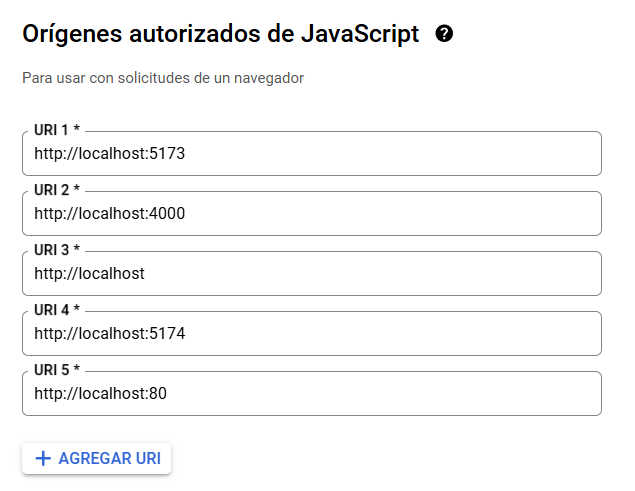 Orígenes autorizados de JavaScript ?
Para usar con solicitudes de un navegador
URI 1 *
http://localhost:5173
URI 2 *
http://localhost:4000
URI 3 *
http://localhost
URI 4 *
http://localhost:5174
URI 5 *
http://localhost:80
+ AGREGAR URI